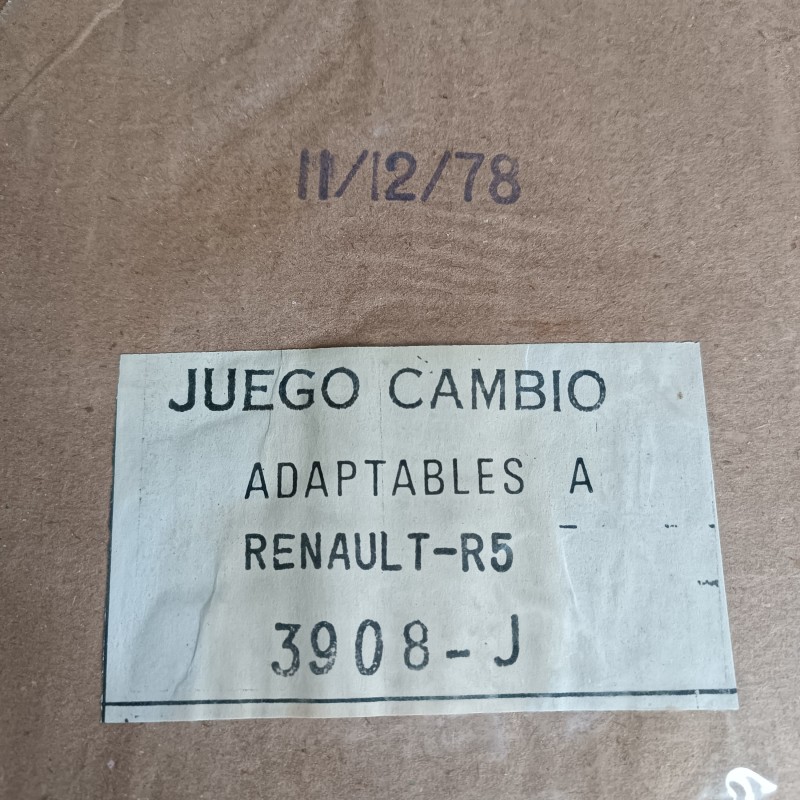 11/12/78
JUEGO CAMBIO
ADAPTABLES A
RENAULT-R5
3908-J